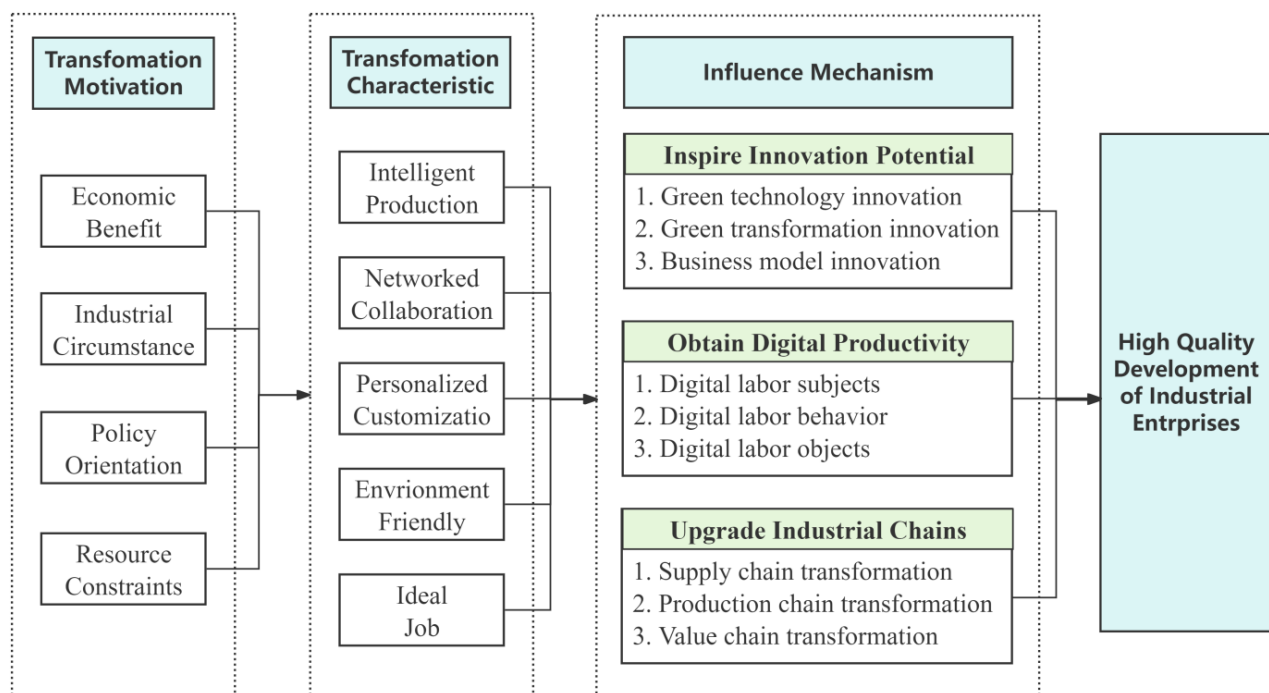 Transfomation
Motivation
Economic
Benefit
Industrial
Circumstance
Policy
Orientation
Resource
Constraints
Transfomation
Characteristic
Intelligent
Production
Networked
Collaboration
Personalized
Customizatio
Envrionment
Friendly
Ideal
Job
Influence Mechanism
Inspire Innovation Potential
1. Green technology innovation
2. Green transformation innovation
3. Business model innovation
Obtain Digital Productivity
1. Digital labor subjects
2. Digital labor behavior
3. Digital labor objects
Upgrade Industrial Chains
1. Supply chain transformation
2. Production chain transformation
3. Value chain transformation
High Quality
Development
of Industrial
Entrprises